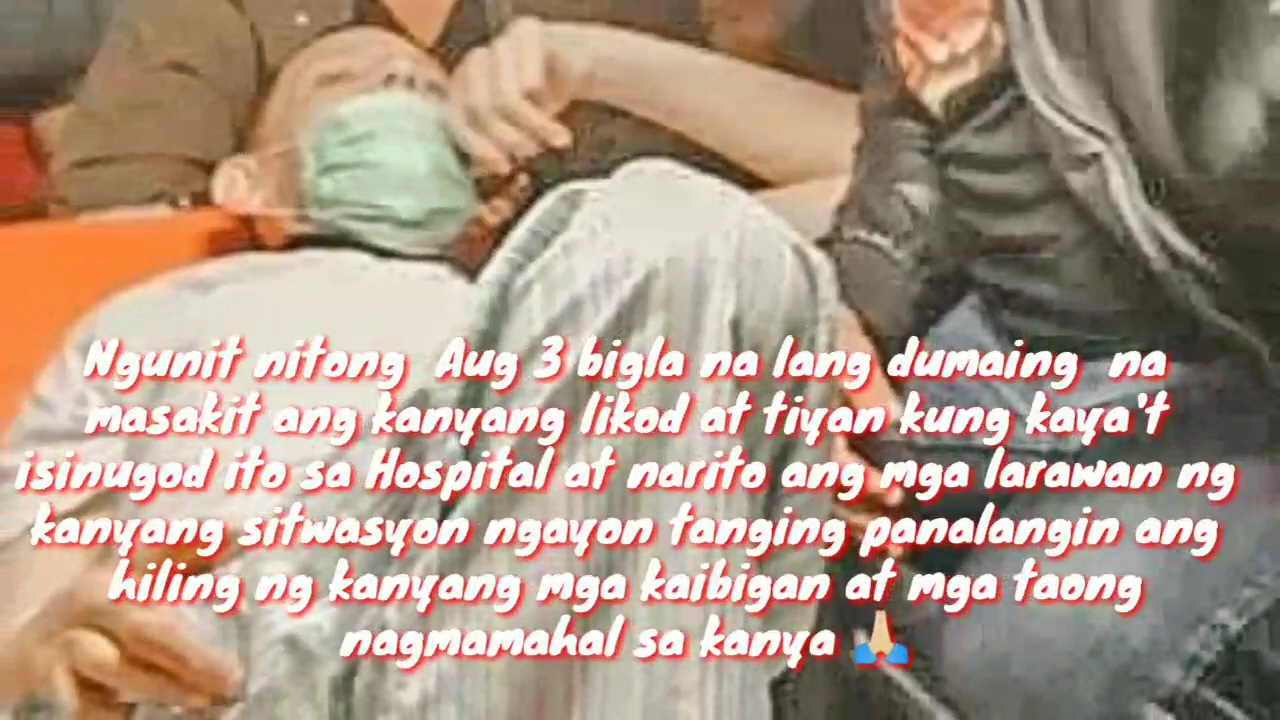 Ngunit nitong Aug 3 bigla na lang dumaing na
masakit ang kanyang likod at tiyan kung kaya't
isinugod ito sa Hospital at narito ang mga larawan ng
kanyang sitwasyon ngayon tanging panalangin ang
hiling ng kanyang mga kaibigan at mga taong
nagmamahal sa kanya 🙏🏼